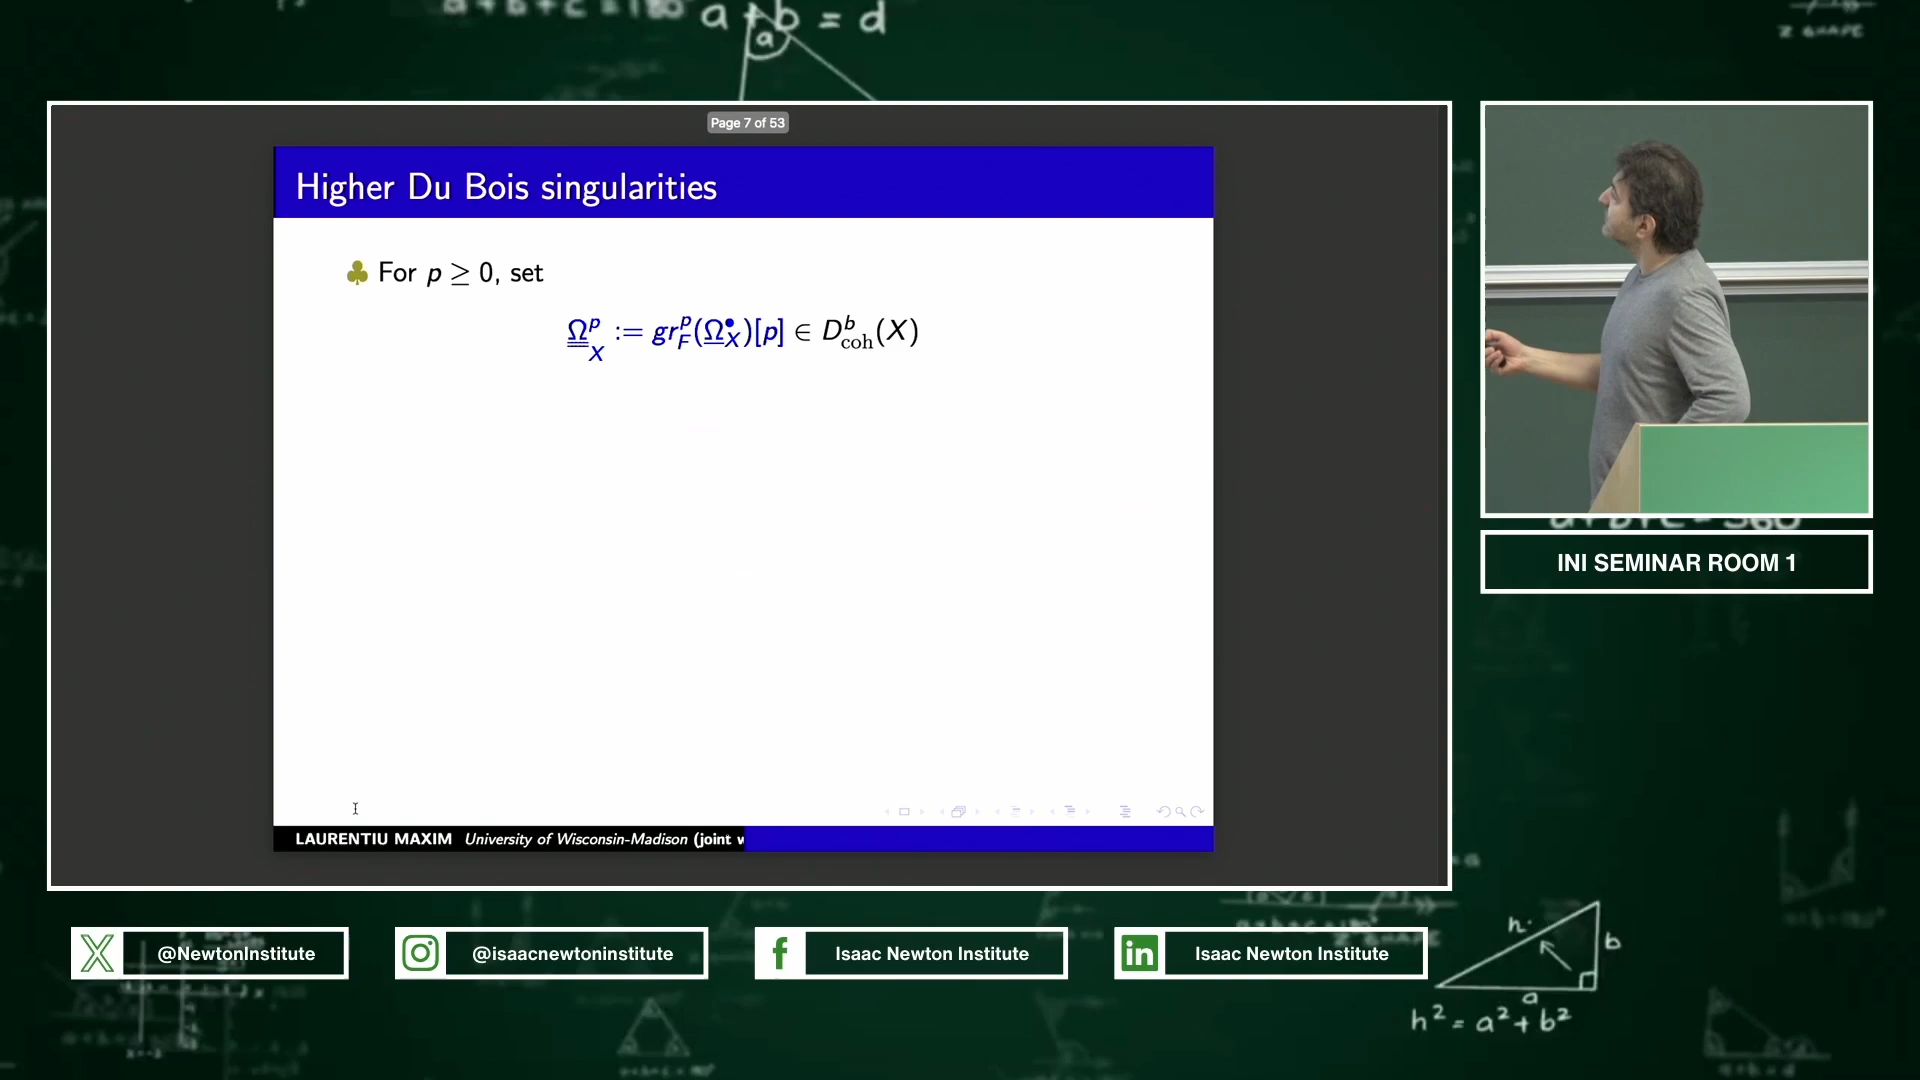 a + b + c = 180°
a + b = d
a
Z SHAPE
Page 7 of 53
Higher Du Bois singularities
♣ For p ≥ 0, set
Ω̲̲ᵖ_X := gr^p_F(Ω̲^•_X)[p] ∈ D^b_coh(X)
LAURENTIU MAXIM University of Wisconsin-Madison (joint w
INI SEMINAR ROOM 1
@NewtonInstitute
@isaacnewtoninstitute
Isaac Newton Institute
Isaac Newton Institute
h
b
a
h² = a² + b²